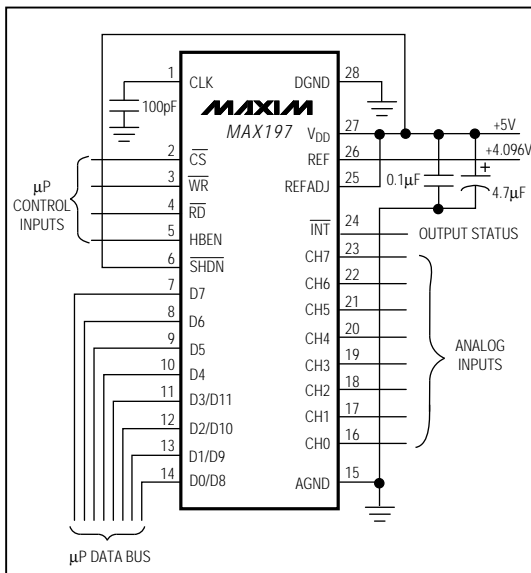 1 CLK DGND 28
100pF
MAXIM
MAX197
V_DD 27 +5V
REF 26 +4.096V
2 CS
REFADJ 25
0.1µF
+
4.7µF
µP
CONTROL
INPUTS
3 WR
4 RD
INT 24 OUTPUT STATUS
5 HBEN
CH7 23
6 SHDN
CH6 22
7 D7
CH5 21
8 D6
CH4 20
ANALOG
INPUTS
9 D5
CH3 19
10 D4
CH2 18
11 D3/D11
CH1 17
12 D2/D10
CH0 16
13 D1/D9
14 D0/D8
AGND 15
µP DATA BUS